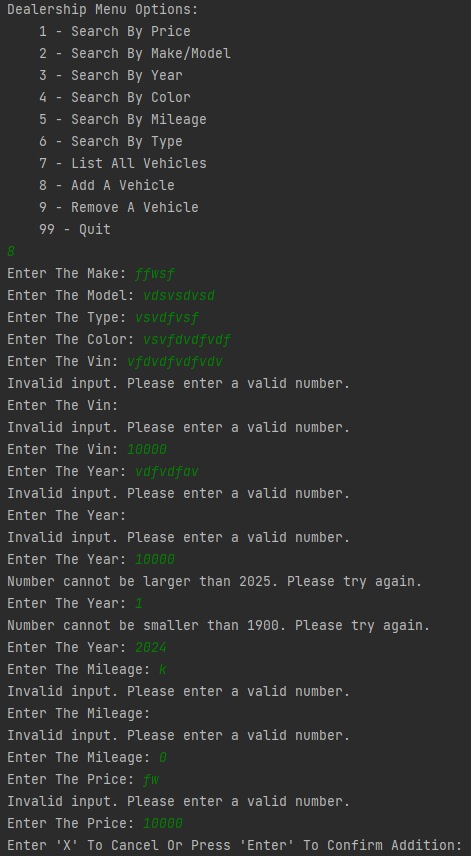 Dealership Menu Options:
1 - Search By Price
2 - Search By Make/Model
3 - Search By Year
4 - Search By Color
5 - Search By Mileage
6 - Search By Type
7 - List All Vehicles
8 - Add A Vehicle
9 - Remove A Vehicle
99 - Quit
8
Enter The Make: ffwsf
Enter The Model: vdsvsdvsd
Enter The Type: vsvdfvsf
Enter The Color: vsvfdvdfvdf
Enter The Vin: vfdvdfvdfvdv
Invalid input. Please enter a valid number.
Enter The Vin:
Invalid input. Please enter a valid number.
Enter The Vin: 10000
Enter The Year: vdfvdfav
Invalid input. Please enter a valid number.
Enter The Year:
Invalid input. Please enter a valid number.
Enter The Year: 10000
Number cannot be larger than 2025. Please try again.
Enter The Year: 1
Number cannot be smaller than 1900. Please try again.
Enter The Year: 2024
Enter The Mileage: k
Invalid input. Please enter a valid number.
Enter The Mileage:
Invalid input. Please enter a valid number.
Enter The Mileage: 0
Enter The Price: fw
Invalid input. Please enter a valid number.
Enter The Price: 10000
Enter 'X' To Cancel Or Press 'Enter' To Confirm Addition: